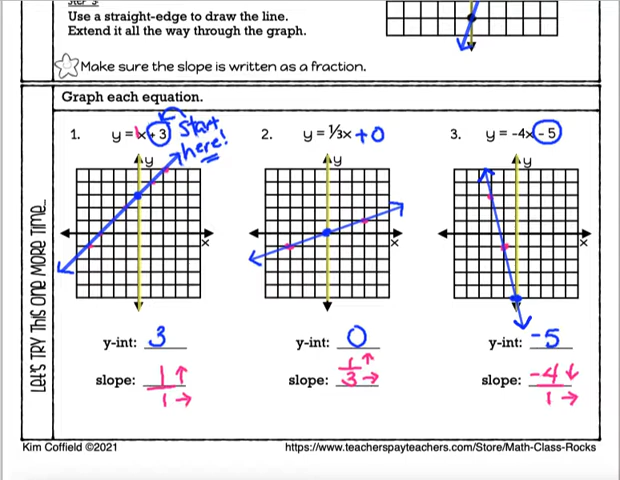 Use a straight-edge to draw the line.
Extend it all the way through the graph.
Make sure the slope is written as a fraction.
Graph each equation.
LET'S TRY THIS ONE MORE TIME...
1. y = 1x + 3 start here!
2. y = 1/3x + 0
3. y = -4x - 5
y y y
x x x
y-int: 3 y-int: 0 y-int: -5
slope: 1↑ slope: 1↑ slope: -4↓
1→ 3→ 1→
Kim Coffield ©2021 https://www.teacherspayteachers.com/Store/Math-Class-Rocks